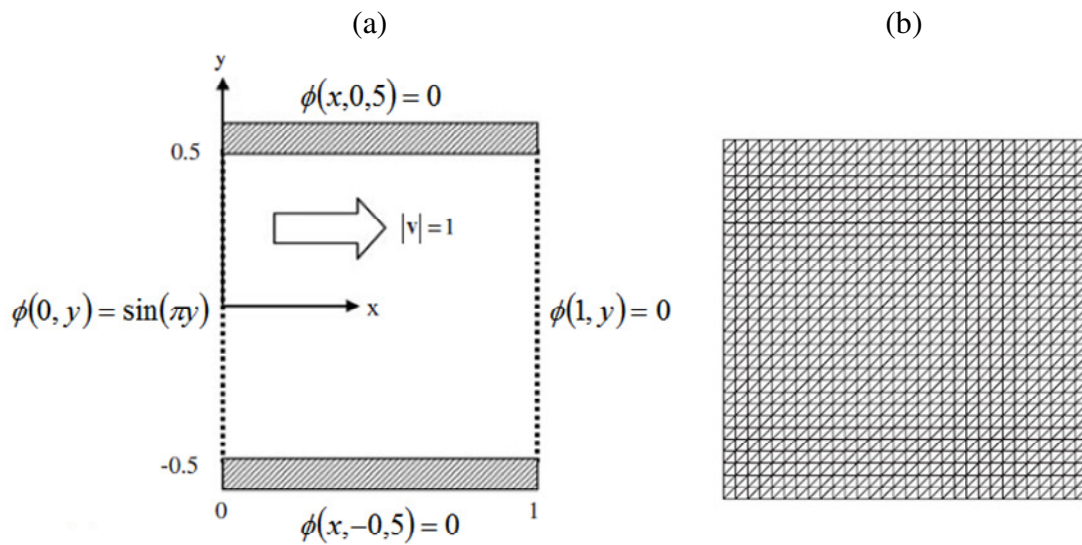 (a)
(b)
y
ϕ(x,0,5)=0
0.5
|v|=1
ϕ(0, y)=sin(πy)
x
ϕ(1, y)=0
-0.5
0
1
ϕ(x,−0,5)=0